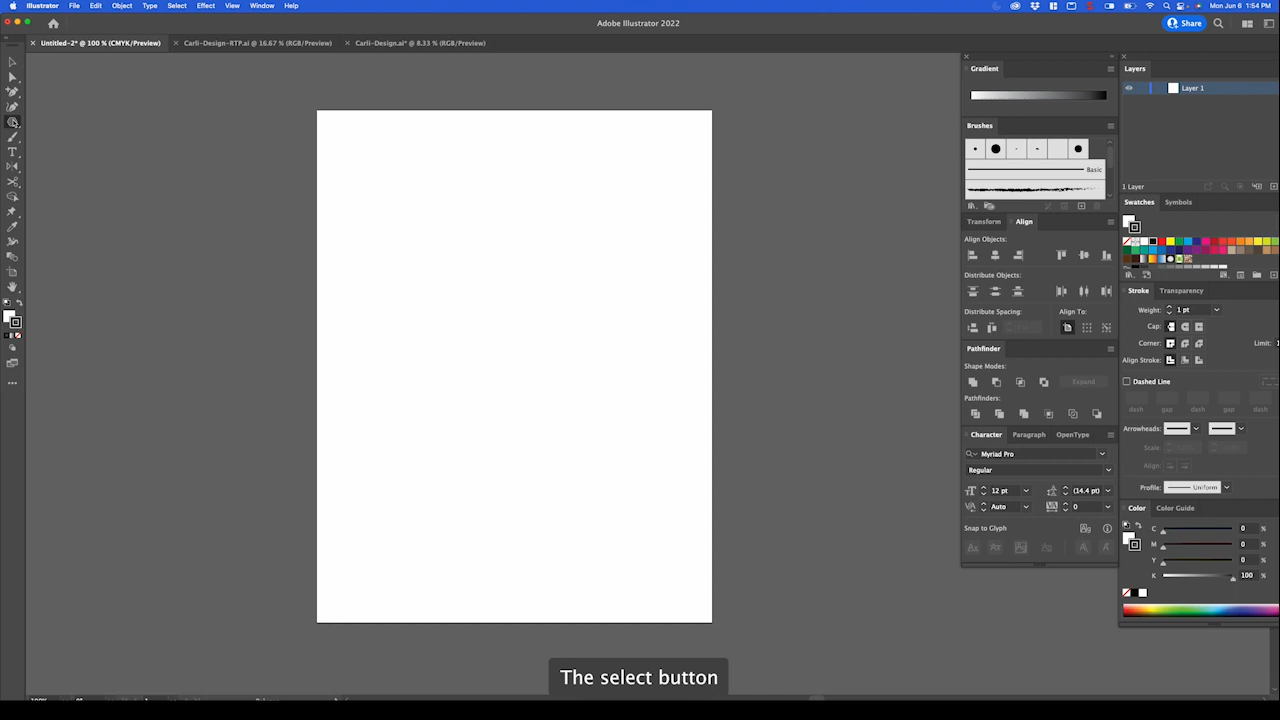 Illustrator File Edit Object Type Select Effect View Window Help
Mon Jun 6 1:54 PM
Adobe Illustrator 2022
Share
Untitled-2* @ 100 % (CMYK/Preview)
Carli-Design-RTP.ai @ 16.67 % (RGB/Preview)
Carli-Design.ai* @ 8.33 % (RGB/Preview)
Gradient
Brushes
Basic
Transform Align
Align Objects:
Distribute Objects:
Distribute Spacing: Align To:
Pathfinder
Shape Modes:
Expand
Pathfinders:
Character Paragraph OpenType
Myriad Pro
Regular
12 pt (14.4 pt)
Auto 0
Snap to Glyph
Layers
Layer 1
1 Layer
Swatches Symbols
Stroke Transparency
Weight: 1 pt
Cap:
Corner: Limit:
Align Stroke:
Dashed Line
dash gap dash gap dash
Arrowheads:
Scale:
Align:
Profile: Uniform
Color Color Guide
C 0 %
M 0 %
Y 0 %
K 100 %
The select button